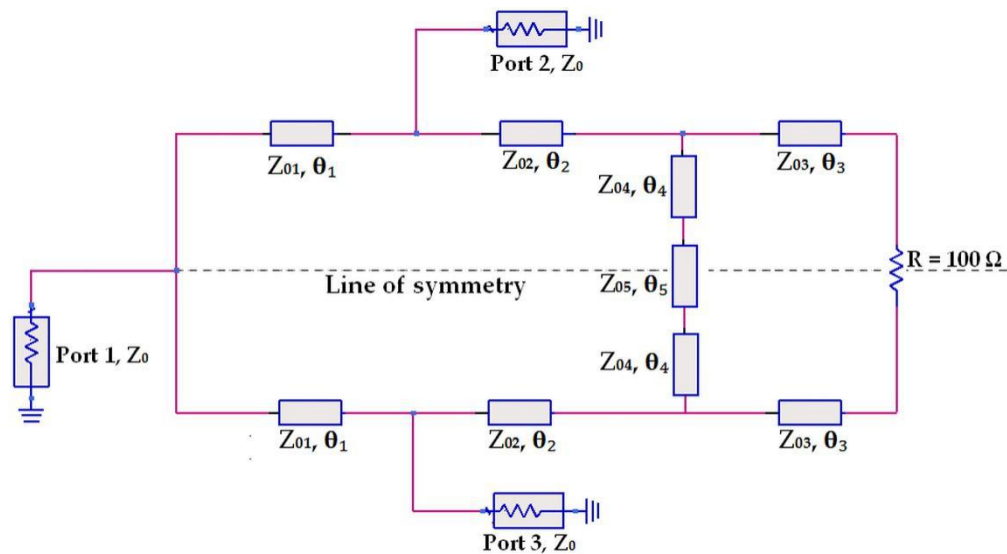 Port 2, Z₀
Z₀₁, θ₁
Z₀₂, θ₂
Z₀₃, θ₃
Z₀₄, θ₄
R = 100 Ω
Line of symmetry
Z₀₅, θ₅
Port 1, Z₀
Z₀₄, θ₄
Z₀₁, θ₁
Z₀₂, θ₂
Z₀₃, θ₃
Port 3, Z₀